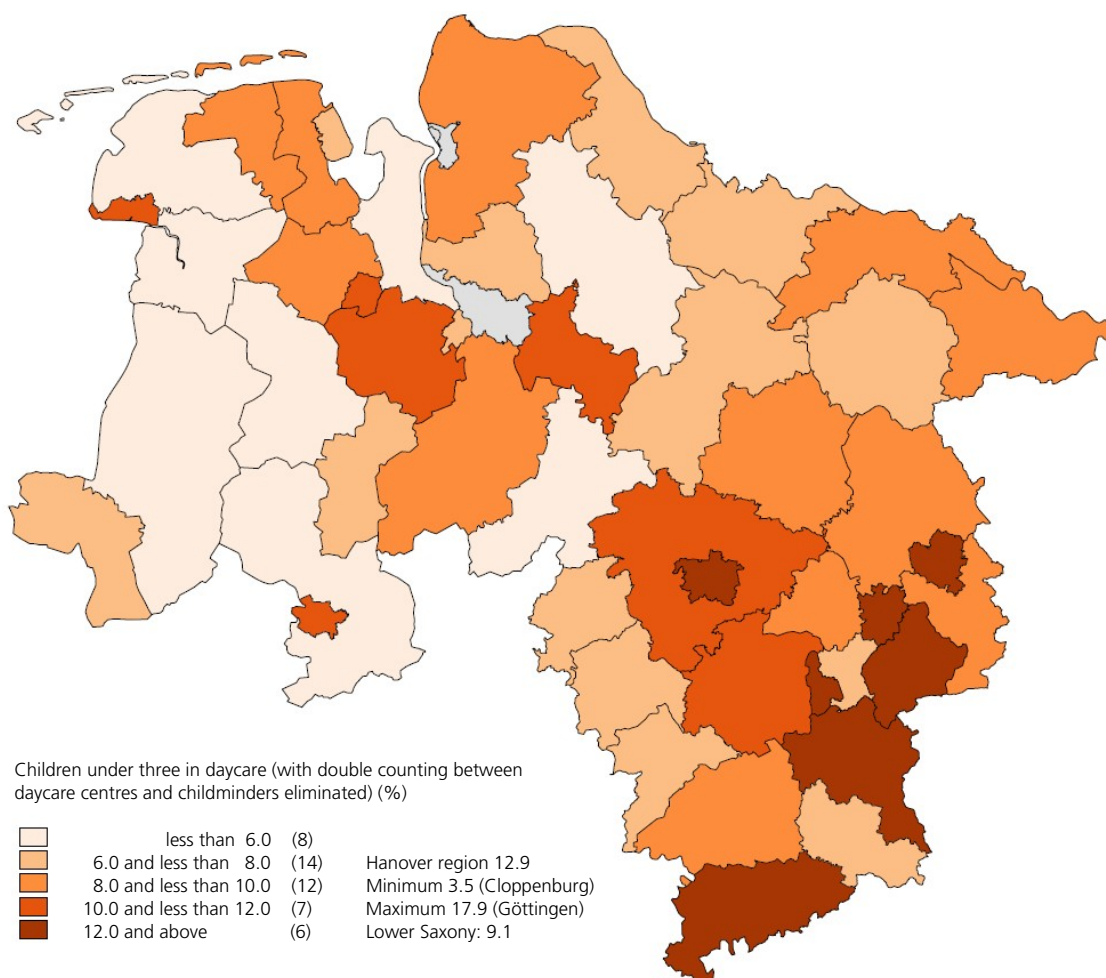 Children under three in daycare (with double counting between
daycare centres and childminders eliminated) (%)
less than 6.0 (8)
6.0 and less than 8.0 (14) Hanover region 12.9
8.0 and less than 10.0 (12) Minimum 3.5 (Cloppenburg)
10.0 and less than 12.0 (7) Maximum 17.9 (Göttingen)
12.0 and above (6) Lower Saxony: 9.1